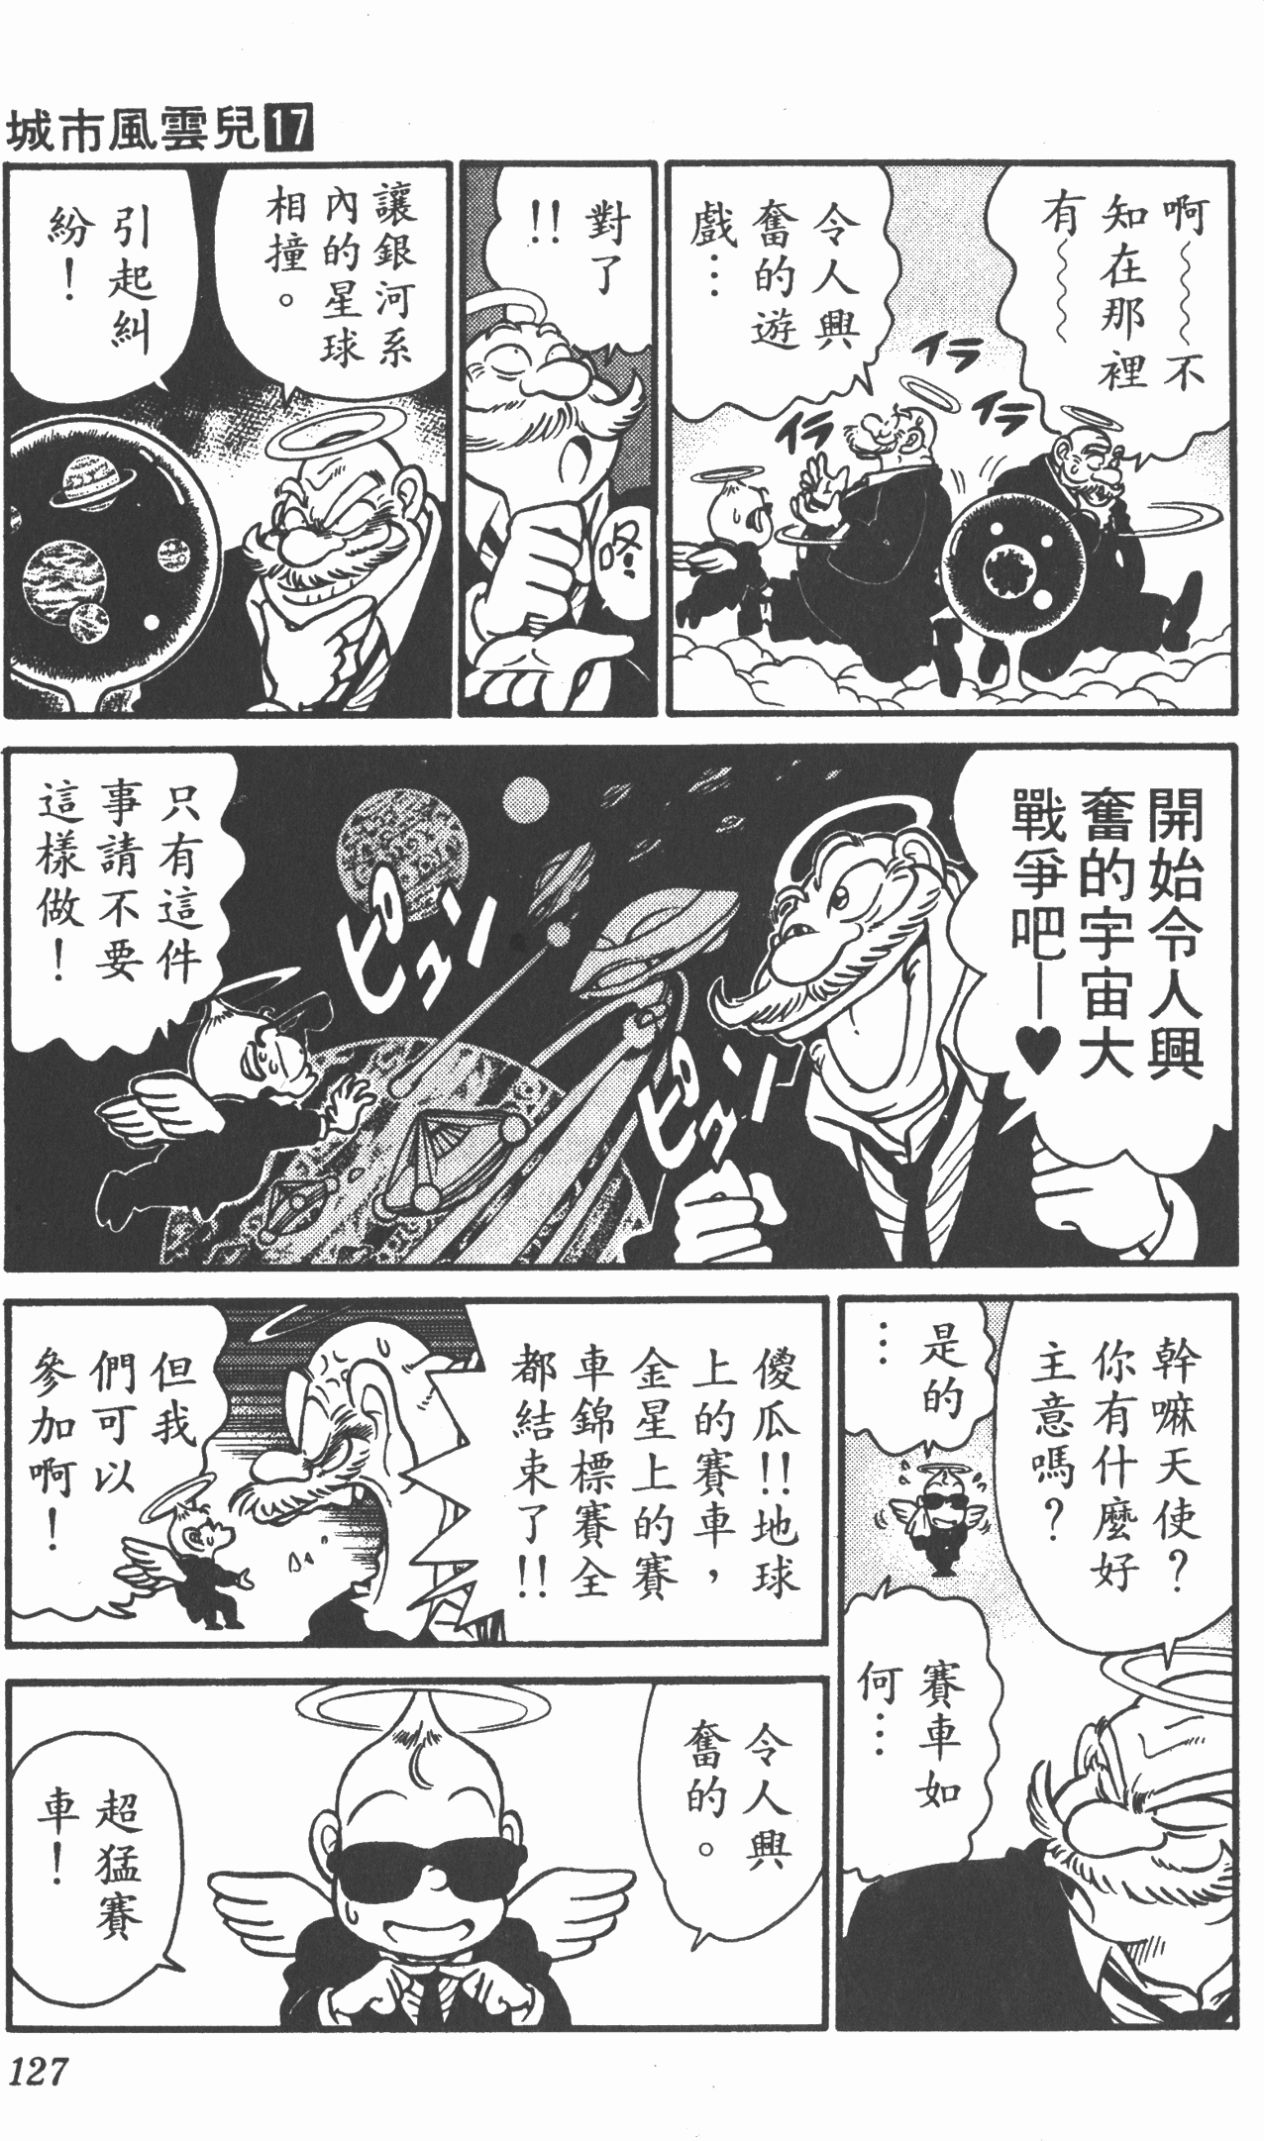 城市風雲兒17
啊～～不
知在那裡
有～～
令人興
奮的遊
戲…
イラ
イラ
イラ
對了
!!
咚
讓銀河系
內的星球
相撞。
引起糾
紛！
開始令人興
奮的宇宙大
戰爭吧—♥
ピュン
ピュン
只有這件
事請不要
這樣做！
幹嘛天使？
你有什麼好
主意嗎？
是的
…
賽車如
何…
傻瓜!!地球
上的賽車，
金星上的賽
車錦標賽全
都結束了!!
但我
們可以
參加啊！
令人興
奮的。
超猛賽
車！
127